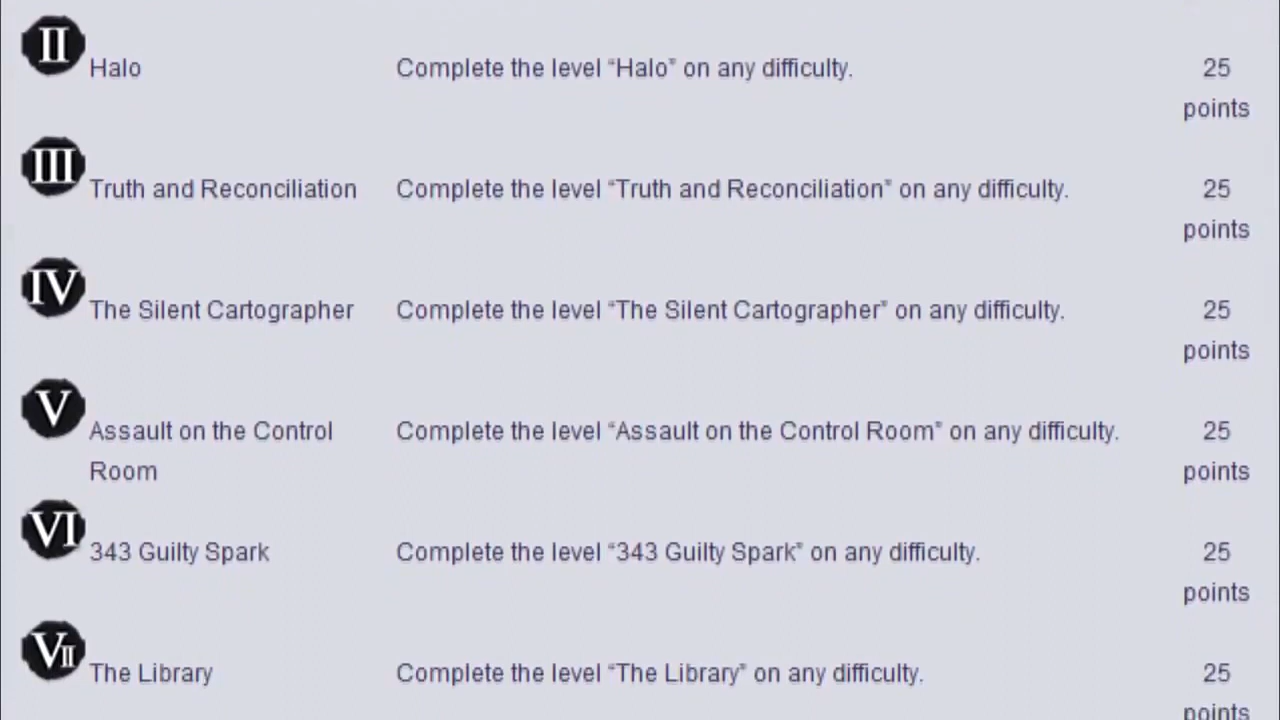 II
Halo Complete the level “Halo” on any difficulty. 25
points
III
Truth and Reconciliation Complete the level “Truth and Reconciliation” on any difficulty. 25
points
IV
The Silent Cartographer Complete the level “The Silent Cartographer” on any difficulty. 25
points
V
Assault on the Control Complete the level “Assault on the Control Room” on any difficulty. 25
Room points
VI
343 Guilty Spark Complete the level “343 Guilty Spark” on any difficulty. 25
points
VII
The Library Complete the level “The Library” on any difficulty. 25
points